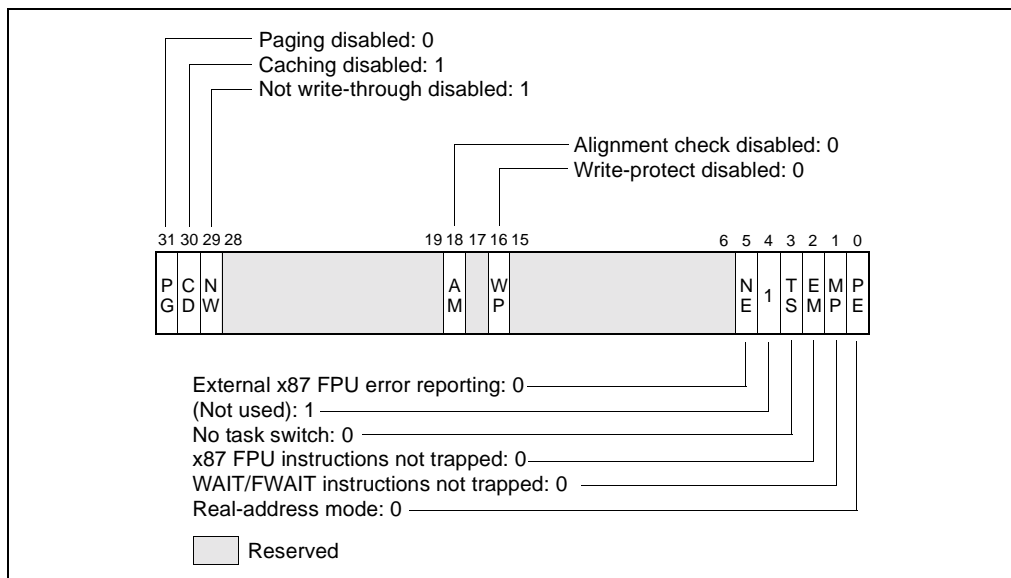 Paging disabled: 0
Caching disabled: 1
Not write-through disabled: 1
Alignment check disabled: 0
Write-protect disabled: 0
31 30 29 28 19 18 17 16 15 6 5 4 3 2 1 0
P C N A W N 1 T E M P
G D W M P E S M P E
External x87 FPU error reporting: 0
(Not used): 1
No task switch: 0
x87 FPU instructions not trapped: 0
WAIT/FWAIT instructions not trapped: 0
Real-address mode: 0
Reserved